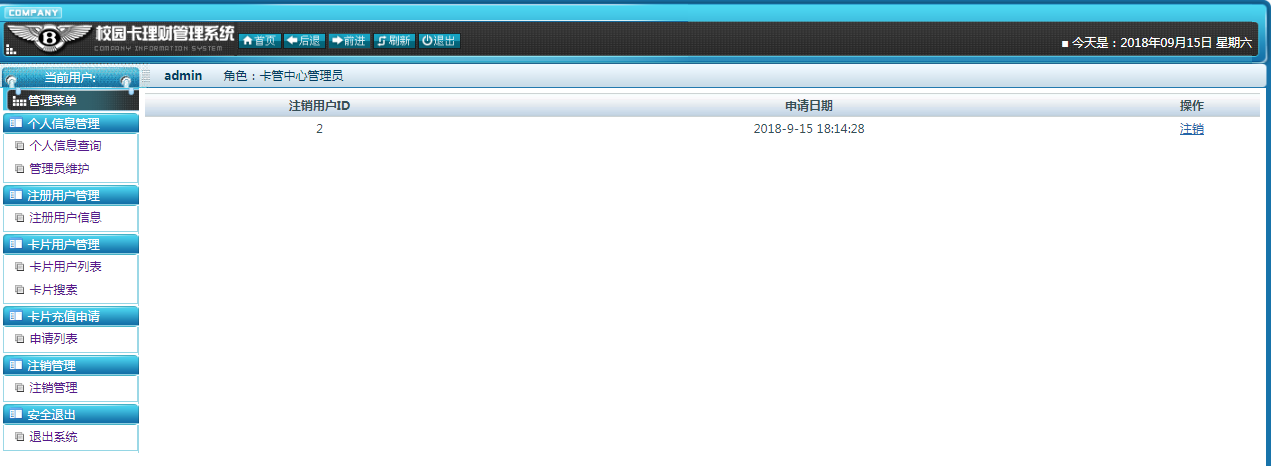 COMPANY
校园卡理财管理系统
COMPANY INFORMATION SYSTEM
首页 后退 前进 刷新 退出
今天是：2018年09月15日 星期六
当前用户: admin 角色：卡管中心管理员
管理菜单
个人信息管理
个人信息查询
管理员维护
注册用户管理
注册用户信息
卡片用户管理
卡片用户列表
卡片搜索
卡片充值申请
申请列表
注销管理
注销管理
安全退出
退出系统
注销用户ID 申请日期 操作
2 2018-9-15 18:14:28 注销